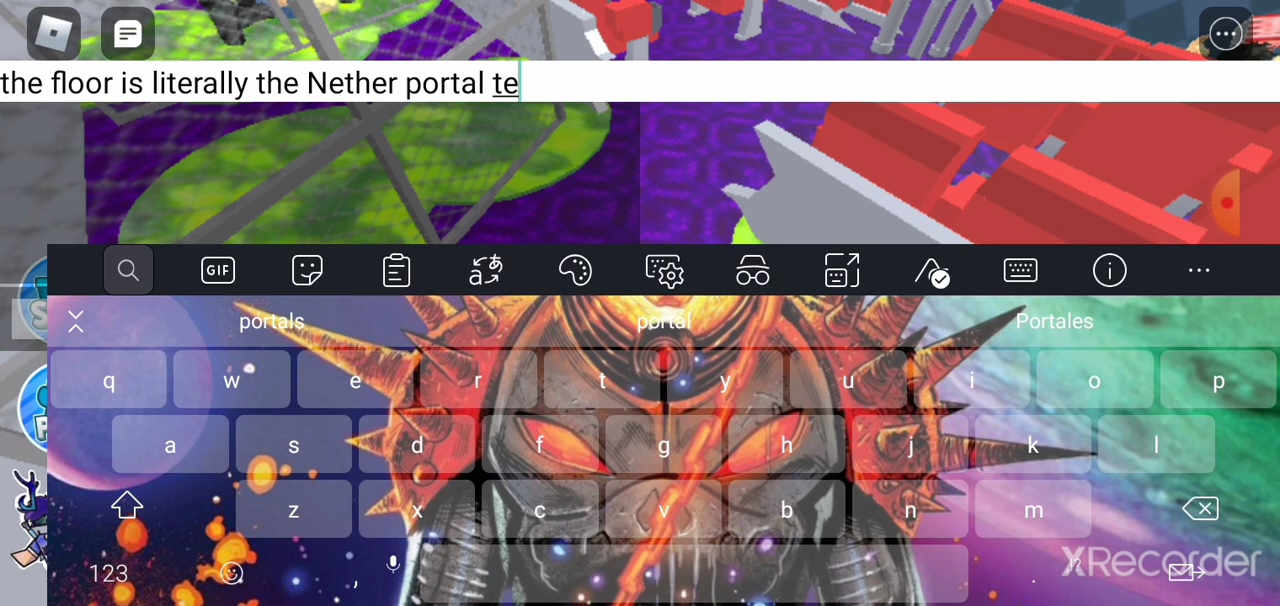 the floor is literally the Nether portal te
GIF
portals portal Portales
q w e r t y u i o p
a s d f g h j k l
z x c v b n m
123 , . !?
XRecorder